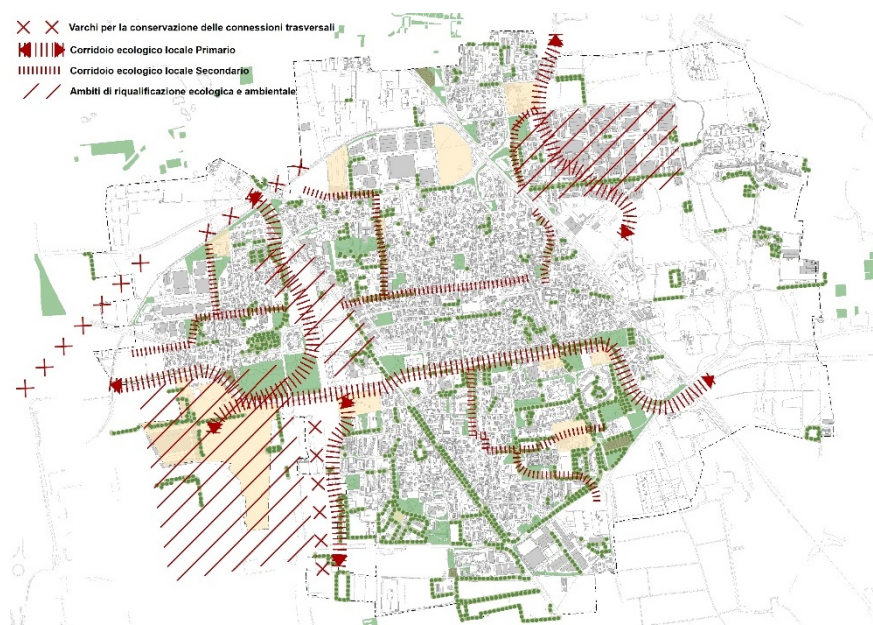 Varchi per la conservazione delle connessioni trasversali
Corridoio ecologico locale Primario
Corridoio ecologico locale Secondario
Ambiti di riqualificazione ecologica e ambientale